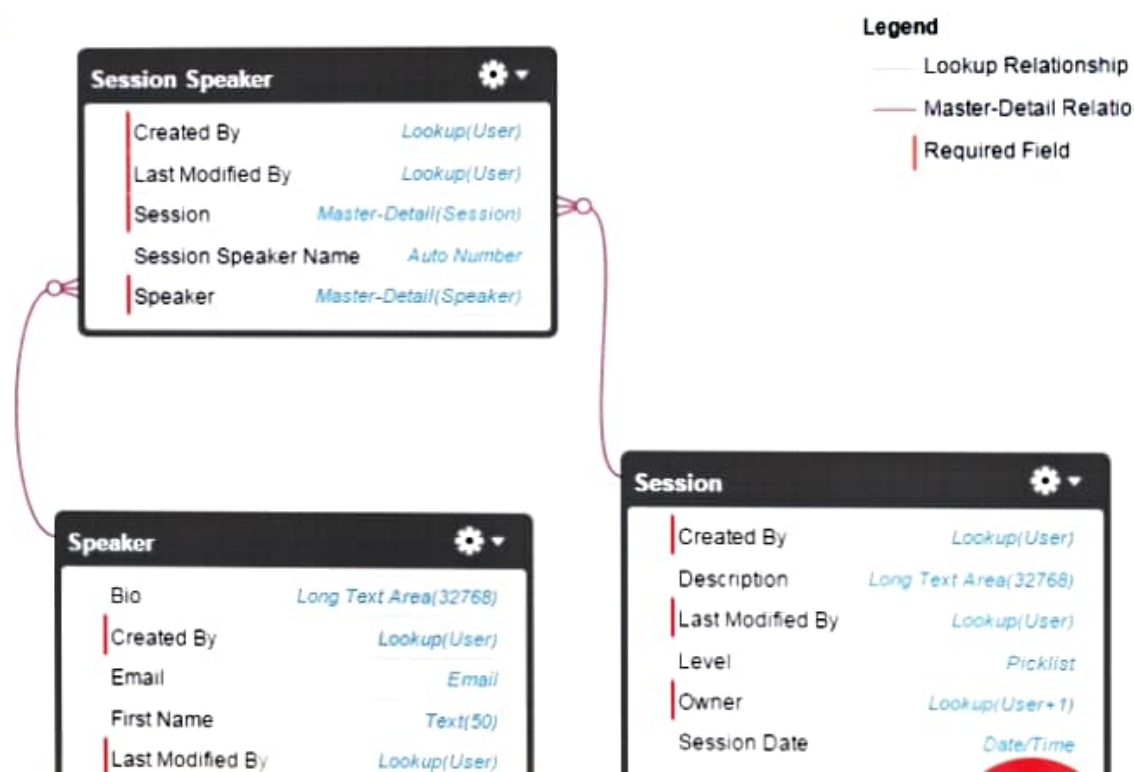 Legend
Lookup Relationship
Master-Detail Relatio
Required Field
Session Speaker
Created By Lookup(User)
Last Modified By Lookup(User)
Session Master-Detail(Session)
Session Speaker Name Auto Number
Speaker Master-Detail(Speaker)
Speaker
Bio Long Text Area(32768)
Created By Lookup(User)
Email Email
First Name Text(50)
Last Modified By Lookup(User)
Session
Created By Lookup(User)
Description Long Text Area(32768)
Last Modified By Lookup(User)
Level Picklist
Owner Lookup(User+1)
Session Date Date/Time